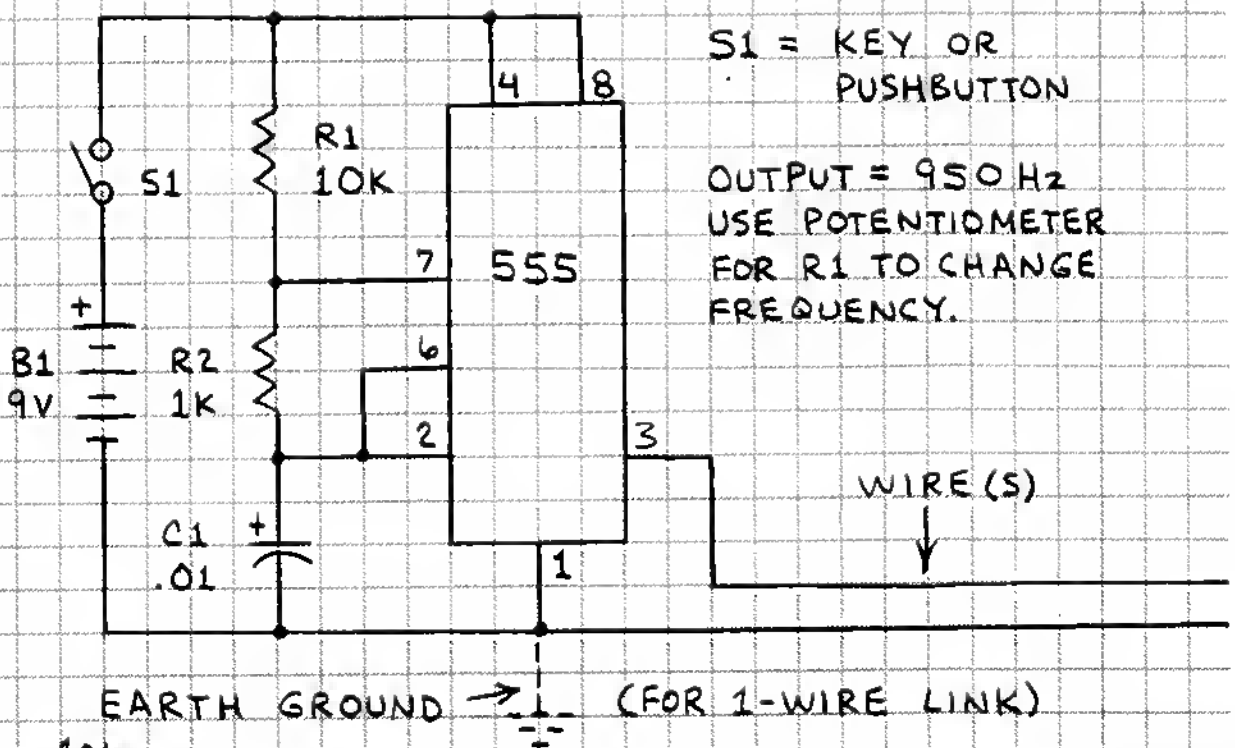 S1 = KEY OR
PUSHBUTTON
4
8
R1
10K
S1
OUTPUT = 950 Hz
USE POTENTIOMETER
FOR R1 TO CHANGE
FREQUENCY.
7
555
+
6
B1
9V
R2
1K
2
3
WIRE(S)
C1
.01
+
1
EARTH GROUND
(FOR 1-WIRE LINK)